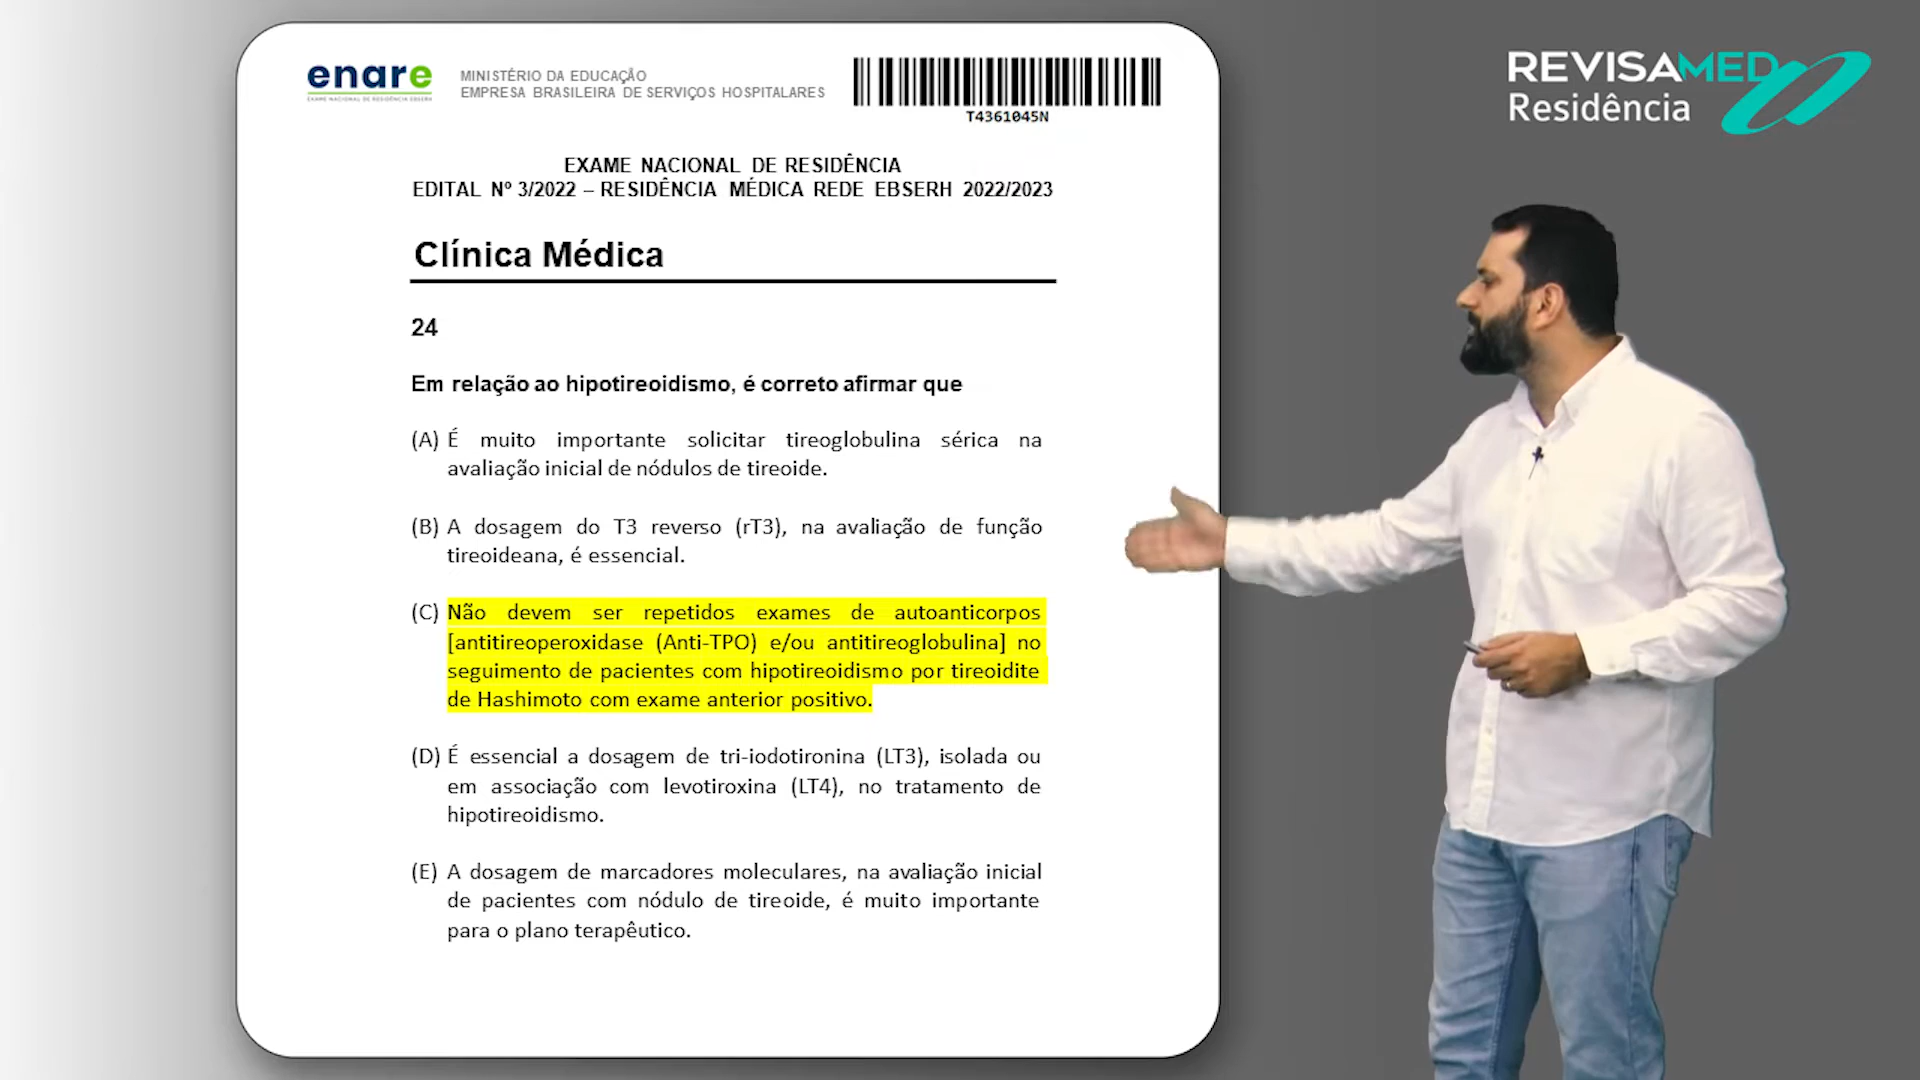 enare
MINISTÉRIO DA EDUCAÇÃO
EMPRESA BRASILEIRA DE SERVIÇOS HOSPITALARES
EXAME NACIONAL DE RESIDÊNCIA EBSERH
T4361045N
REVISAMED
Residência
EXAME NACIONAL DE RESIDÊNCIA
EDITAL Nº 3/2022 – RESIDÊNCIA MÉDICA REDE EBSERH 2022/2023
Clínica Médica
24
Em relação ao hipotireoidismo, é correto afirmar que
(A) É muito importante solicitar tireoglobulina sérica na
avaliação inicial de nódulos de tireoide.
(B) A dosagem do T3 reverso (rT3), na avaliação de função
tireoideana, é essencial.
(C) Não devem ser repetidos exames de autoanticorpos
[antitireoperoxidase (Anti-TPO) e/ou antitireoglobulina] no
seguimento de pacientes com hipotireoidismo por tireoidite
de Hashimoto com exame anterior positivo.
(D) É essencial a dosagem de tri-iodotironina (LT3), isolada ou
em associação com levotiroxina (LT4), no tratamento de
hipotireoidismo.
(E) A dosagem de marcadores moleculares, na avaliação inicial
de pacientes com nódulo de tireoide, é muito importante
para o plano terapêutico.